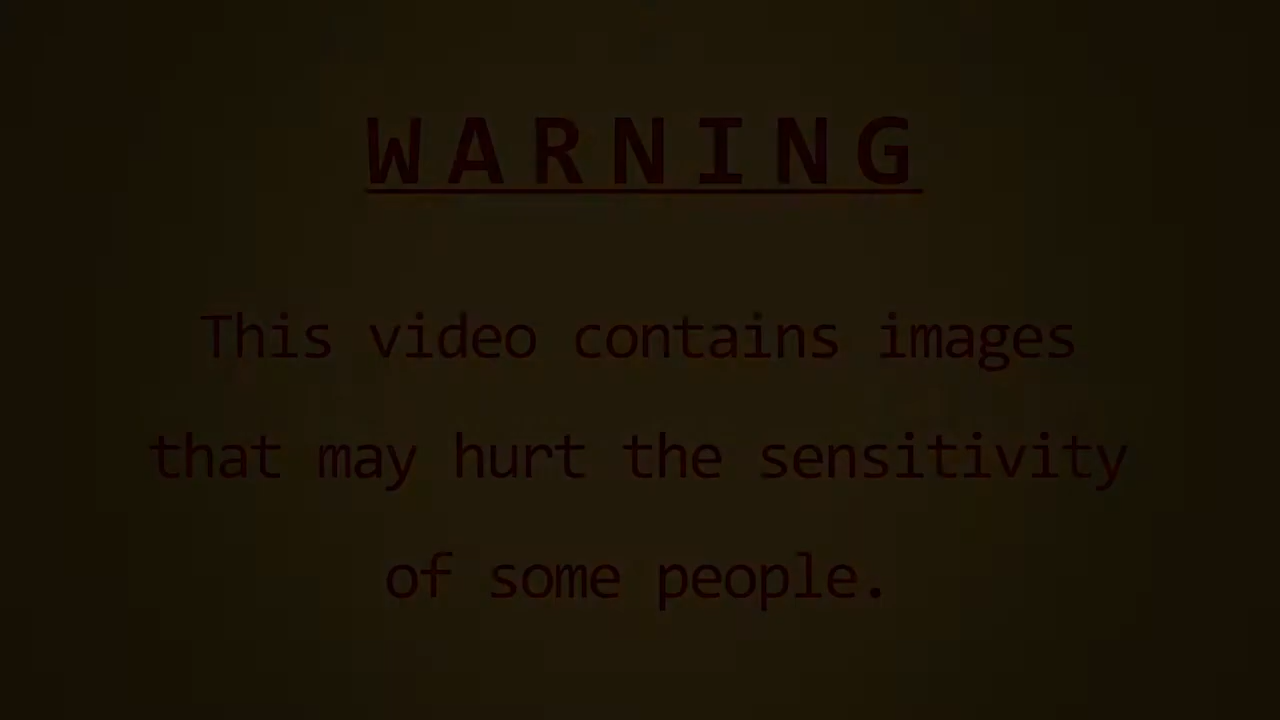 WARNING
This video contains images
that may hurt the sensitivity
of some people.